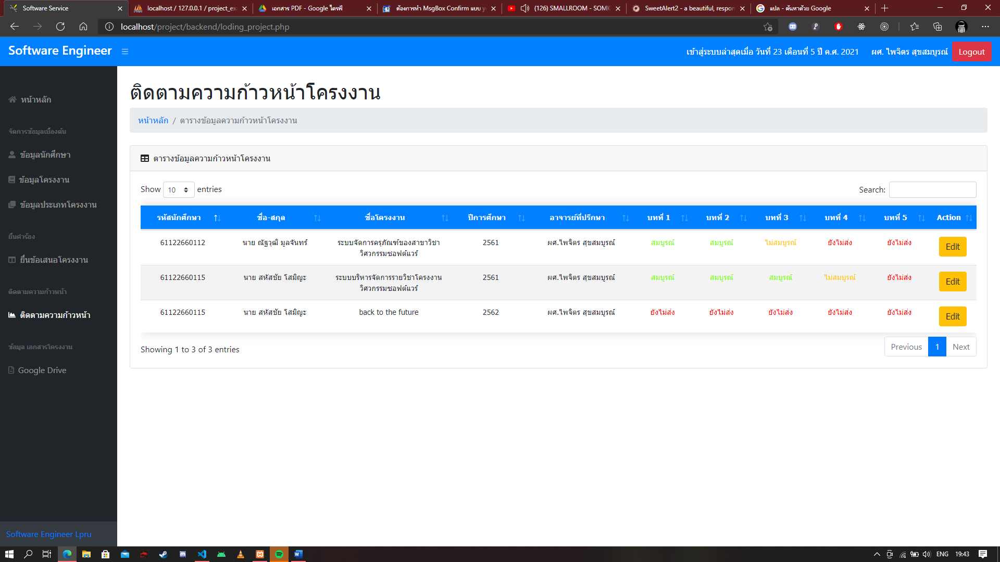 Software Service
localhost / 127.0.0.1 / project_ex
เอกสาร PDF - Google ไดรฟ์
ต้องการทำ MsgBox Confirm แบบ y
(126) SMALLROOM - SOMK
SweetAlert2 - a beautiful, respon
แปล - ค้นหาด้วย Google
localhost/project/backend/loding_project.php
Software Engineer
เข้าสู่ระบบล่าสุดเมื่อ วันที่ 23 เดือนที่ 5 ปี ค.ศ. 2021
ผศ. ไพจิตร สุขสมบูรณ์
Logout
หน้าหลัก
จัดการข้อมูลเบื้องต้น
ข้อมูลนักศึกษา
ข้อมูลโครงงาน
ข้อมูลประเภทโครงงาน
ยื่นคำร้อง
ยื่นข้อเสนอโครงงาน
ติดตามความก้าวหน้า
ติดตามความก้าวหน้า
ข้อมูล เอกสารโครงงาน
Google Drive
Software Engineer Lpru
ติดตามความก้าวหน้าโครงงาน
หน้าหลัก / ตารางข้อมูลความก้าวหน้าโครงงาน
ตารางข้อมูลความก้าวหน้าโครงงาน
Show 10 entries
Search:
รหัสนักศึกษา ชื่อ-สกุล ชื่อโครงงาน ปีการศึกษา อาจารย์ที่ปรึกษา บทที่ 1 บทที่ 2 บทที่ 3 บทที่ 4 บทที่ 5 Action
61122660112 นาย ณัฐวุฒิ มูลจันทร์ ระบบจัดการครุภัณฑ์ของสาขาวิชา 2561 ผศ.ไพจิตร สุขสมบูรณ์ สมบูรณ์ สมบูรณ์ ไม่สมบูรณ์ ยังไม่ส่ง ยังไม่ส่ง Edit
วิศวกรรมซอฟต์แวร์
61122660115 นาย สหัสชัย โสมิญะ ระบบบริหารจัดการรายวิชาโครงงาน 2561 ผศ.ไพจิตร สุขสมบูรณ์ สมบูรณ์ สมบูรณ์ สมบูรณ์ ไม่สมบูรณ์ ยังไม่ส่ง Edit
วิศวกรรมซอฟต์แวร์
61122660115 นาย สหัสชัย โสมิญะ back to the future 2562 ผศ.ไพจิตร สุขสมบูรณ์ ยังไม่ส่ง ยังไม่ส่ง ยังไม่ส่ง ยังไม่ส่ง ยังไม่ส่ง Edit
Showing 1 to 3 of 3 entries
Previous 1 Next
ENG 19:43